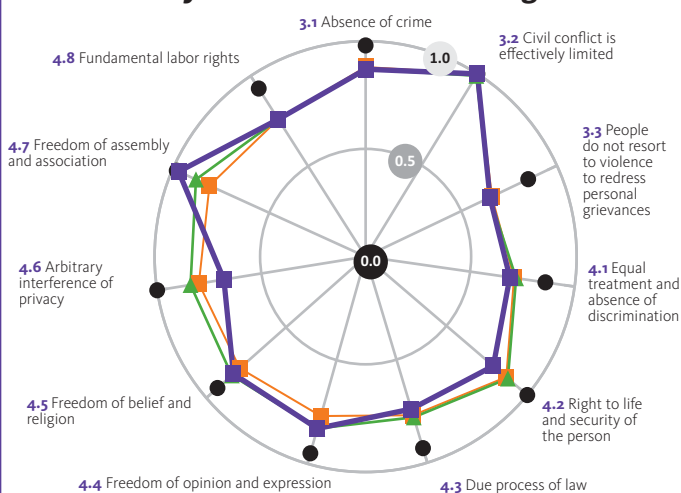 3.1 Absence of crime
3.2 Civil conflict is
effectively limited
4.8 Fundamental labor rights
1.0
3.3 People
do not resort
to violence
to redress
personal
grievances
4.7 Freedom of assembly
and association
0.5
0.0
4.6 Arbitrary
interference of
privacy
4.1 Equal
treatment and
absence of
discrimination
4.5 Freedom of belief and
religion
4.2 Right to life
and security of
the person
4.4 Freedom of opinion and expression
4.3 Due process of law